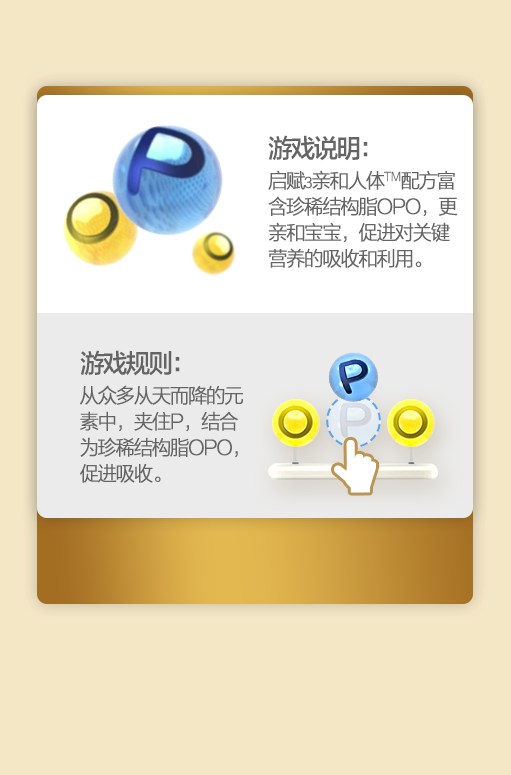 P
O
O
游戏说明：
启赋3亲和人体™配方富
含珍稀结构脂OPO，更
亲和宝宝，促进对关键
营养的吸收和利用。
游戏规则：
从众多从天而降的元
素中，夹住P，结合
为珍稀结构脂OPO，
促进吸收。
P
O
P
O